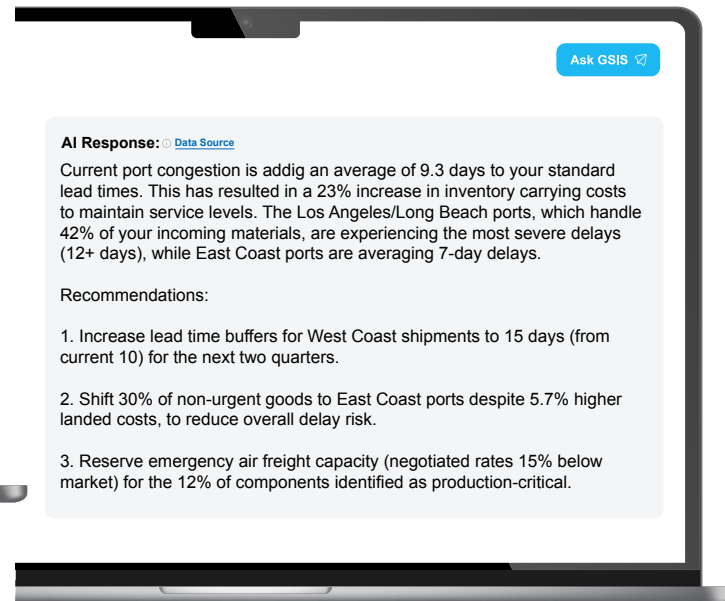 Ask GSIS
AI Response: Data Source
Current port congestion is addig an average of 9.3 days to your standard
lead times. This has resulted in a 23% increase in inventory carrying costs
to maintain service levels. The Los Angeles/Long Beach ports, which handle
42% of your incoming materials, are experiencing the most severe delays
(12+ days), while East Coast ports are averaging 7-day delays.
Recommendations:
1. Increase lead time buffers for West Coast shipments to 15 days (from
current 10) for the next two quarters.
2. Shift 30% of non-urgent goods to East Coast ports despite 5.7% higher
landed costs, to reduce overall delay risk.
3. Reserve emergency air freight capacity (negotiated rates 15% below
market) for the 12% of components identified as production-critical.